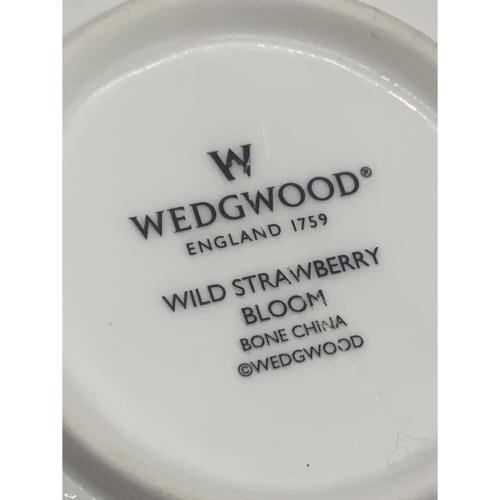 W
WEDGWOOD®
ENGLAND 1759
WILD STRAWBERRY
BLOOM
BONE CHINA
©WEDGWOOD